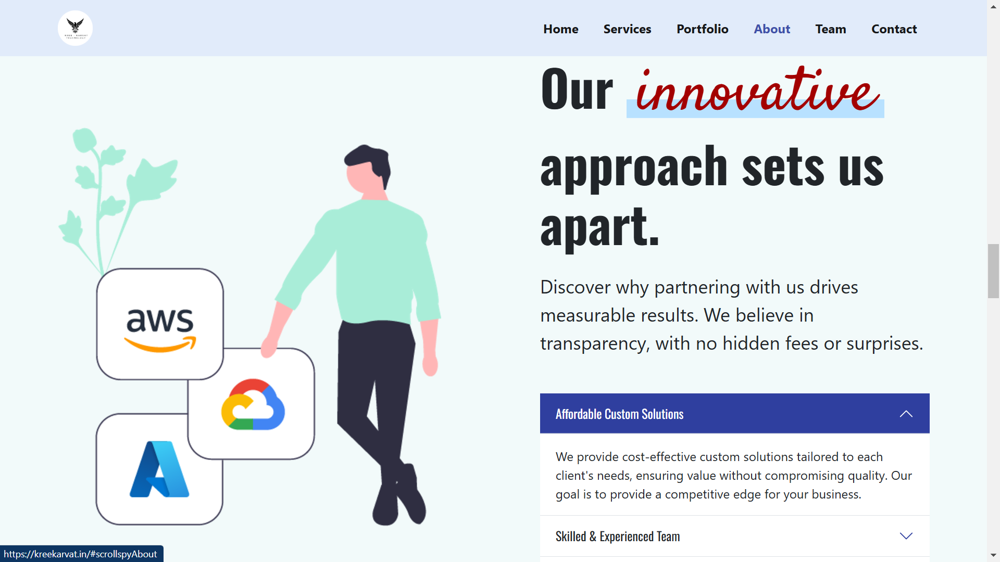 KREE - KARVAT
TECHNOLOGY
Home Services Portfolio About Team Contact
Our innovative
approach sets us
apart.
aws
Discover why partnering with us drives
measurable results. We believe in
transparency, with no hidden fees or surprises.
Affordable Custom Solutions
We provide cost-effective custom solutions tailored to each
client's needs, ensuring value without compromising quality. Our
goal is to provide a competitive edge for your business.
Skilled & Experienced Team
https://kreekarvat.in/#scrollspyAbout